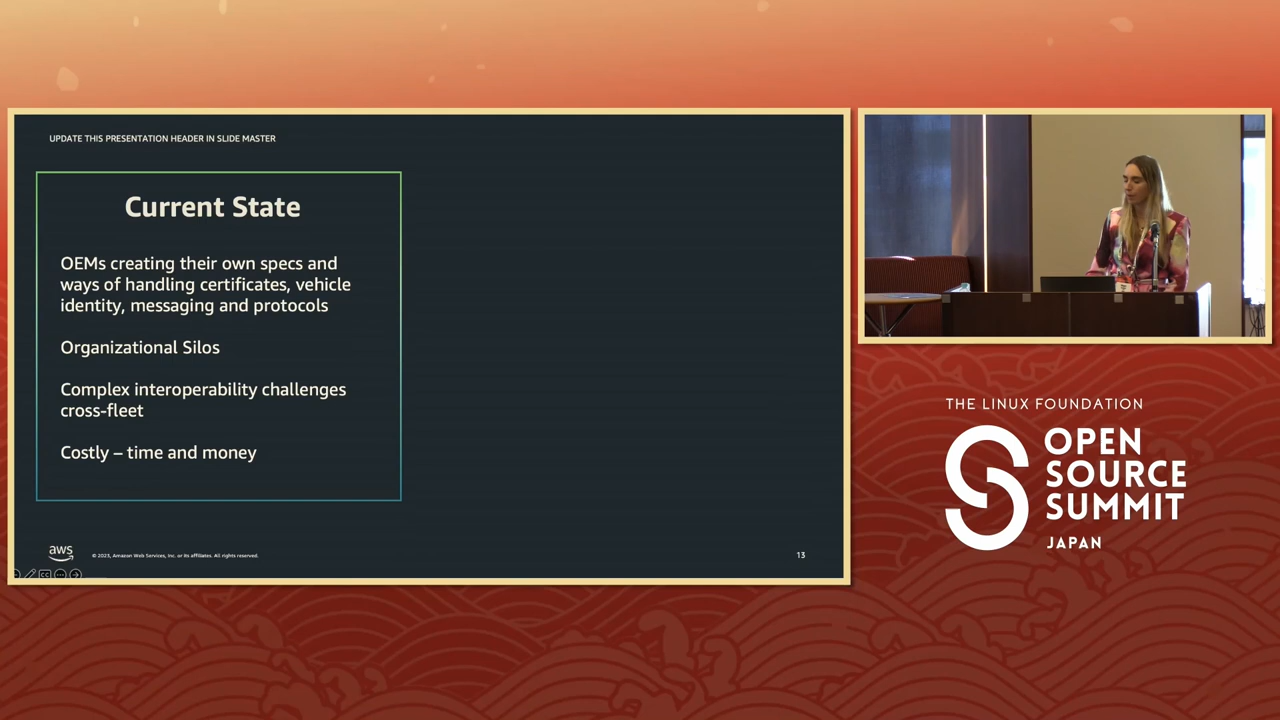 UPDATE THIS PRESENTATION HEADER IN SLIDE MASTER
Current State
OEMs creating their own specs and
ways of handling certificates, vehicle
identity, messaging and protocols
Organizational Silos
Complex interoperability challenges
cross-fleet
Costly – time and money
aws
© 2023, Amazon Web Services, Inc. or its affiliates. All rights reserved.
13
THE LINUX FOUNDATION
OPEN
SOURCE
SUMMIT
JAPAN